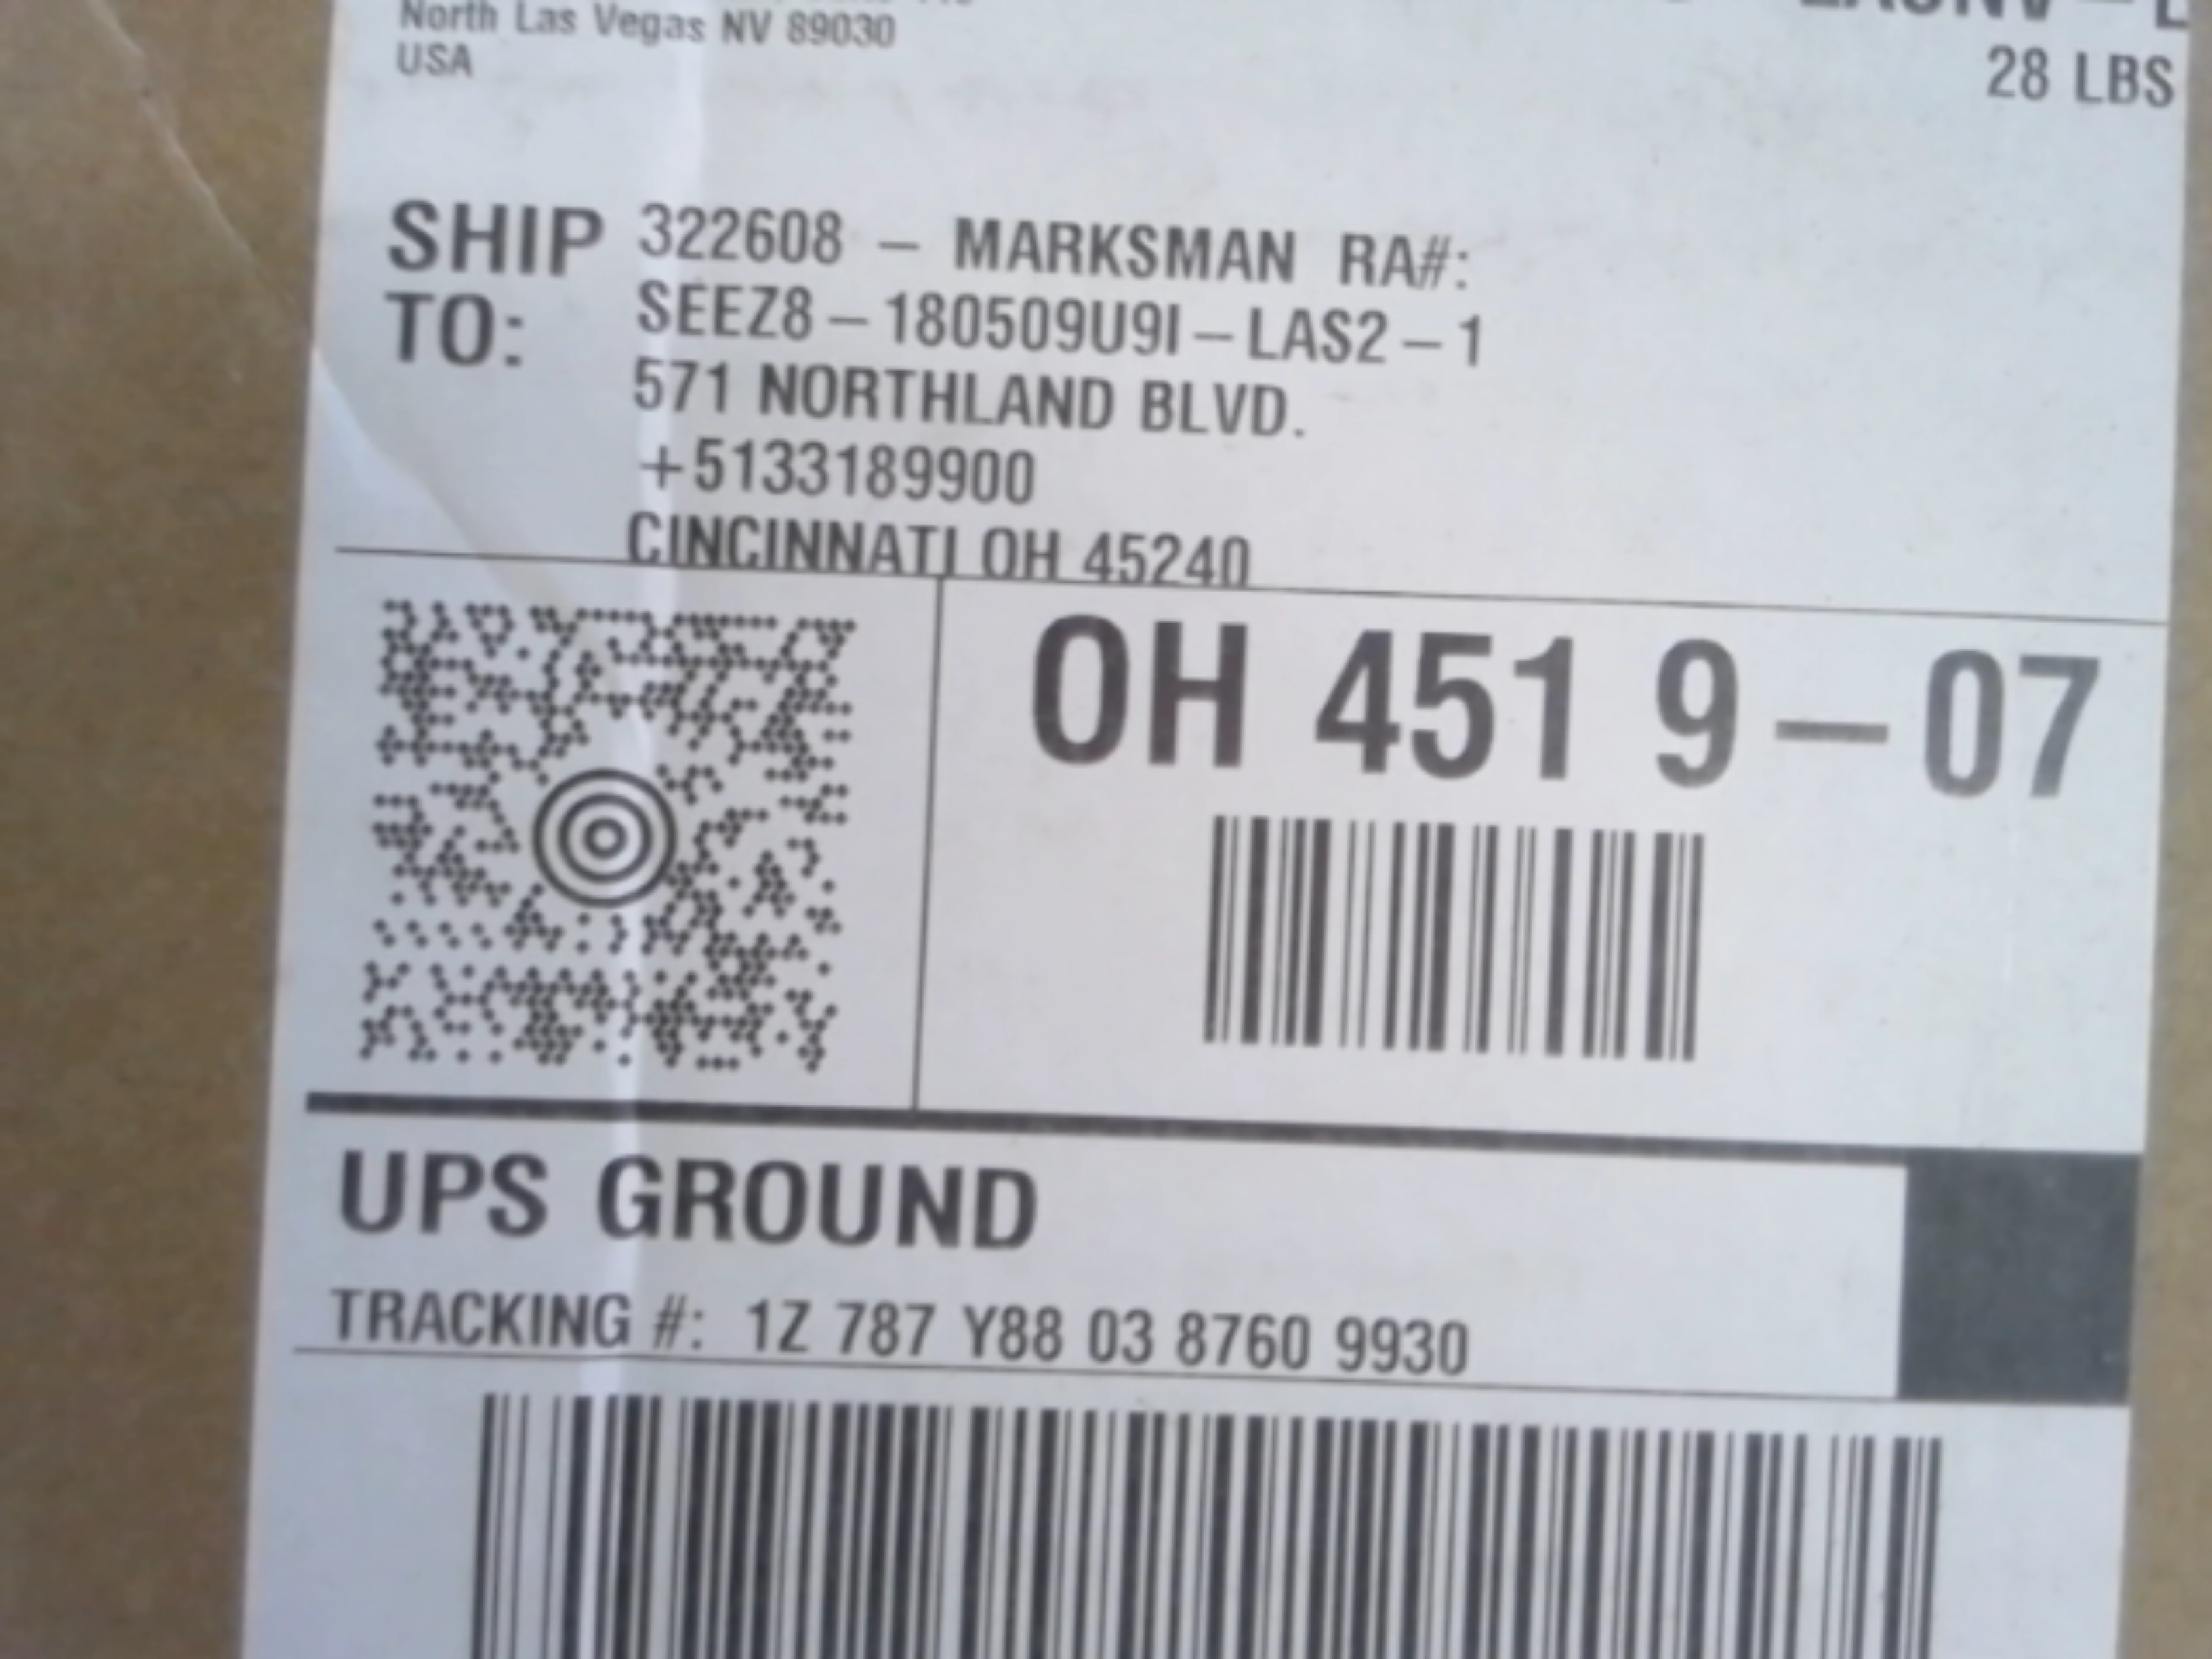 North Las Vegas NV 89030
USA
28 LBS
SHIP TO:
322608 – MARKSMAN RA#:
SEEZ8–180509U9I–LAS2–1
571 NORTHLAND BLVD.
+5133189900
CINCINNATI OH 45240
OH 451 9–07
UPS GROUND
TRACKING #: 1Z 787 Y88 03 8760 9930